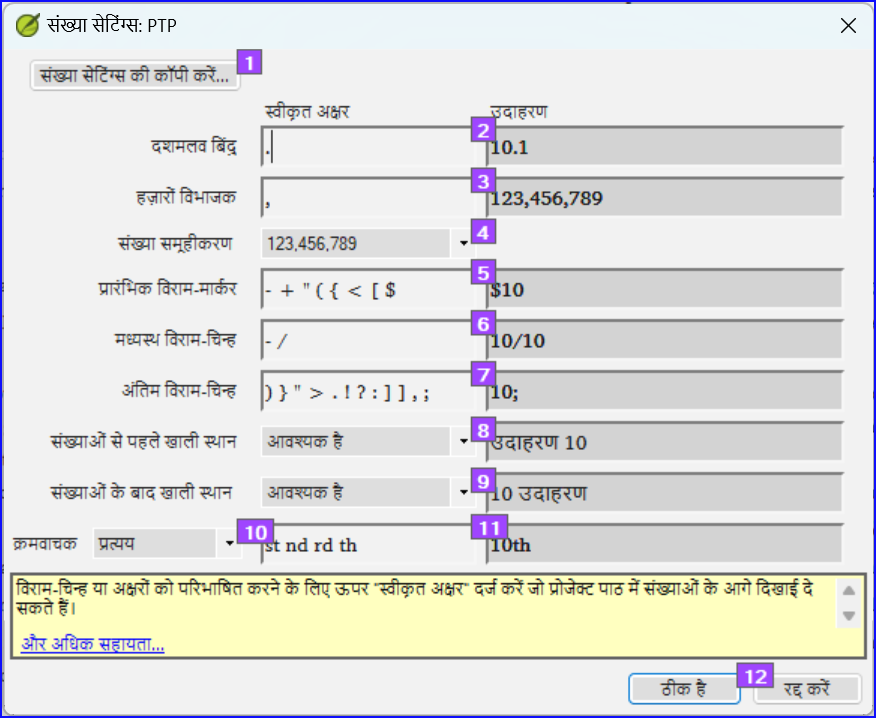 संख्या सेटिंग्स: PTP
संख्या सेटिंग्स की कॉपी करें... 1
स्वीकृत अक्षर उदाहरण
दशमलव बिंदु . 2 10.1
हज़ारों विभाजक , 3 123,456,789
संख्या समूहीकरण 123,456,789 4
प्रारंभिक विराम-मार्कर - + " ( { < [ $ 5 $10
मध्यस्थ विराम-चिन्ह - / 6 10/10
अंतिम विराम-चिन्ह ) } " > . ! ? : ] ] , ; 7 10;
संख्याओं से पहले खाली स्थान आवश्यक है 8 उदाहरण 10
संख्याओं के बाद खाली स्थान आवश्यक है 9 10 उदाहरण
क्रमवाचक प्रत्यय 10 st nd rd th 11 10th
विराम-चिन्ह या अक्षरों को परिभाषित करने के लिए ऊपर "स्वीकृत अक्षर" दर्ज करें जो प्रोजेक्ट पाठ में संख्याओं के आगे दिखाई दे
सकते हैं।
और अधिक सहायता...
ठीक है 12 रद्द करें